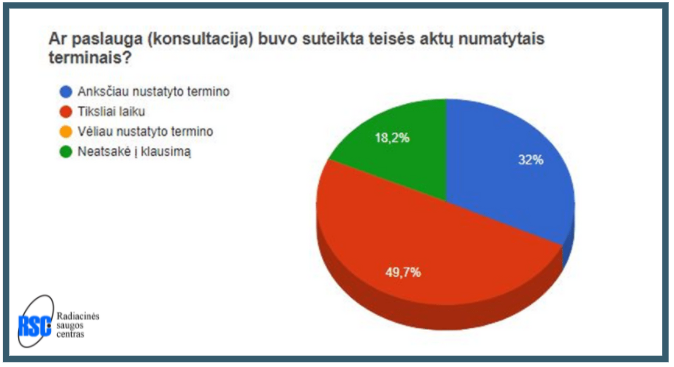 Ar paslauga (konsultacija) buvo suteikta teisės aktų numatytais
terminais?
Anksčiau nustatyto termino
Tiksliai laiku
Vėliau nustatyto termino
Neatsakė į klausimą
18,2%
32%
49,7%
RSC
Radiacinės
saugos
centras